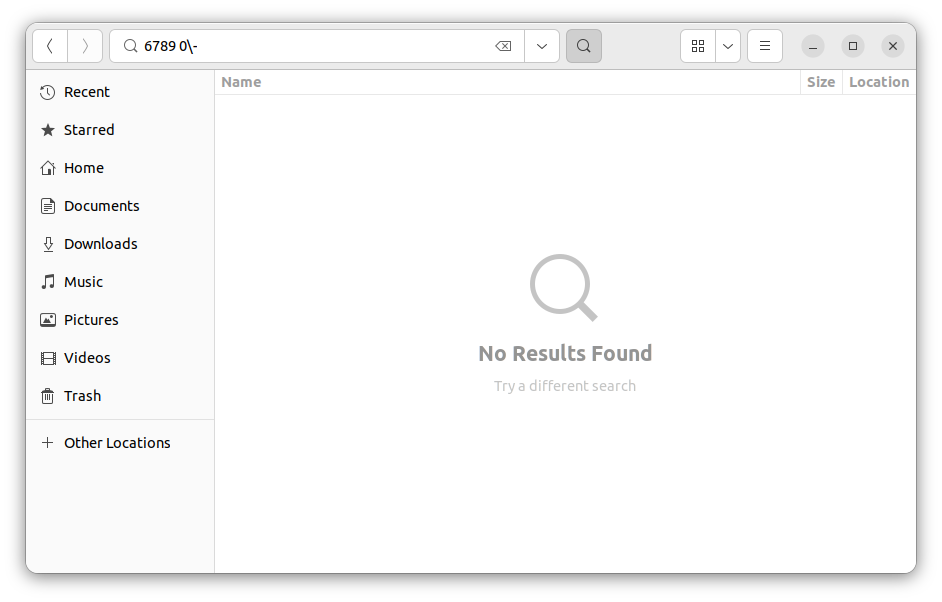 6789 0\-
Name Size Location
Recent
Starred
Home
Documents
Downloads
Music
Pictures
Videos
Trash
Other Locations
No Results Found
Try a different search